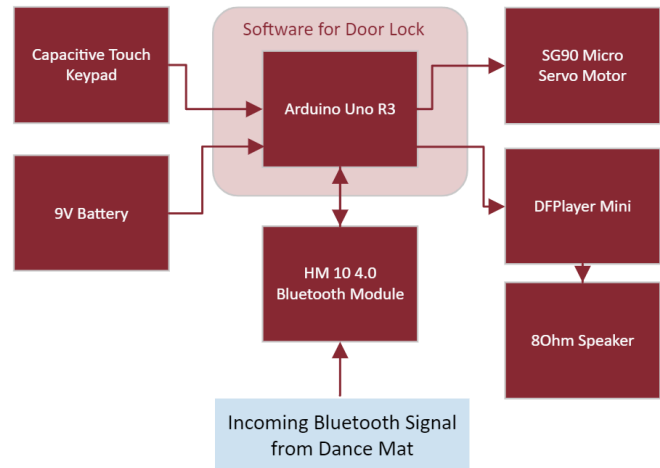 Software for Door Lock
Capacitive Touch
Keypad
Arduino Uno R3
SG90 Micro
Servo Motor
9V Battery
DFPlayer Mini
HM 10 4.0
Bluetooth Module
8Ohm Speaker
Incoming Bluetooth Signal
from Dance Mat